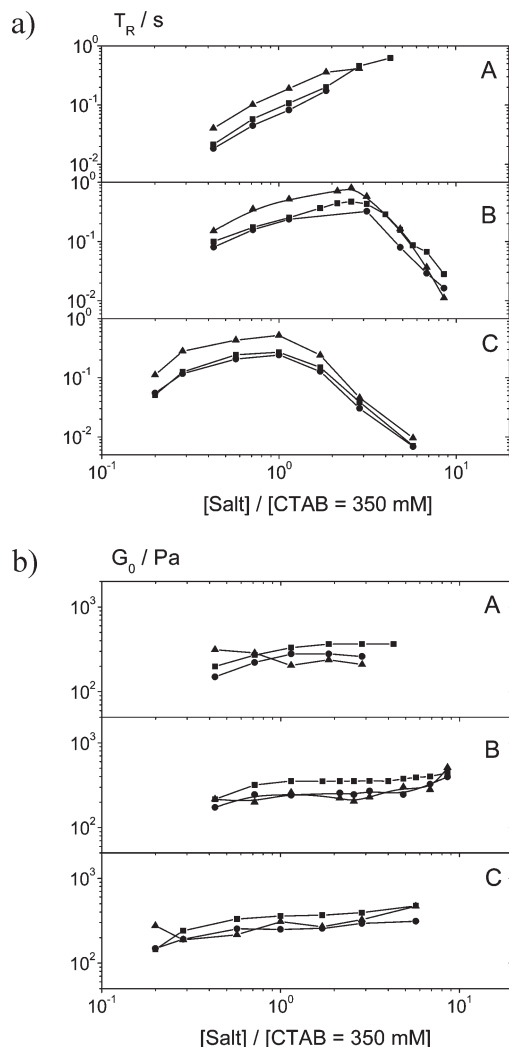 a)
T_R / s
10^0
A
10^-1
10^-2
10^0
B
10^-1
10^-2
10^0
C
10^-1
10^-2
10^-1 10^0 10^1
[Salt] / [CTAB = 350 mM]
b)
G_0 / Pa
A
10^3
10^2
B
10^3
10^2
C
10^3
10^2
10^-1 10^0 10^1
[Salt] / [CTAB = 350 mM]